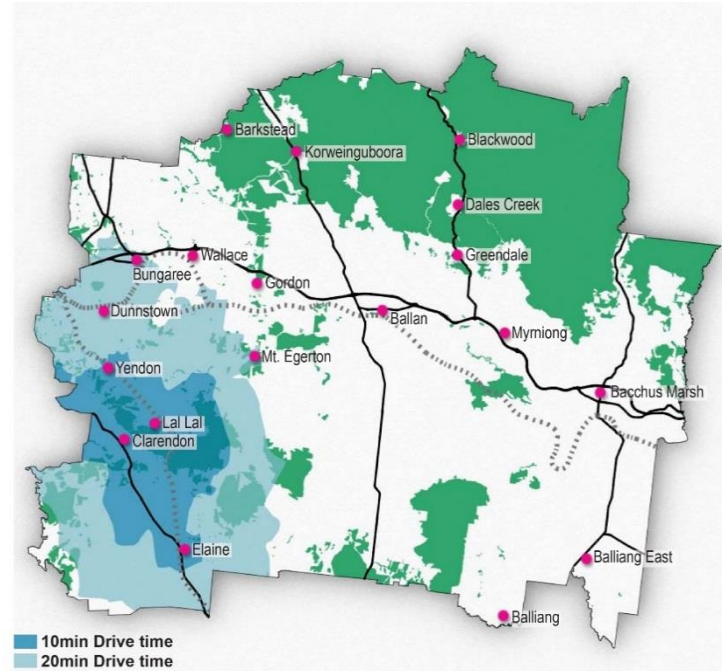 Barkstead
Korweinguboora
Blackwood
Dales Creek
Wallace
Bungaree
Greendale
Gordon
Dunnstown
Ballan
Myrniong
Mt. Egerton
Yendon
Bacchus Marsh
Lal Lal
Clarendon
Elaine
Balliang East
Balliang
10min Drive time
20min Drive time